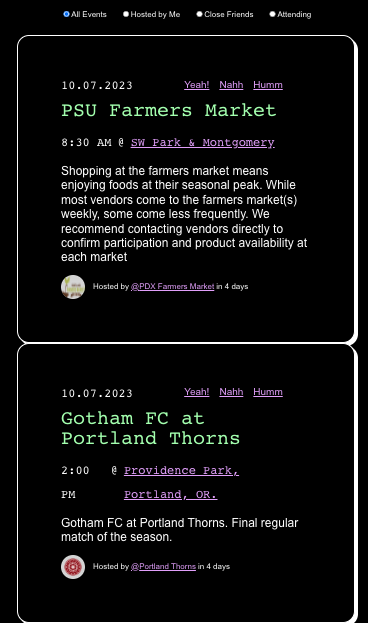 All Events Hosted by Me Close Friends Attending
10.07.2023 Yeah! Nahh Humm
PSU Farmers Market
8:30 AM @ SW Park & Montgomery
Shopping at the farmers market means
enjoying foods at their seasonal peak. While
most vendors come to the farmers market(s)
weekly, some come less frequently. We
recommend contacting vendors directly to
confirm participation and product availability at
each market
Hosted by @PDX Farmers Market in 4 days
10.07.2023 Yeah! Nahh Humm
Gotham FC at
Portland Thorns
2:00 @ Providence Park,
PM Portland, OR.
Gotham FC at Portland Thorns. Final regular
match of the season.
Hosted by @Portland Thorns in 4 days